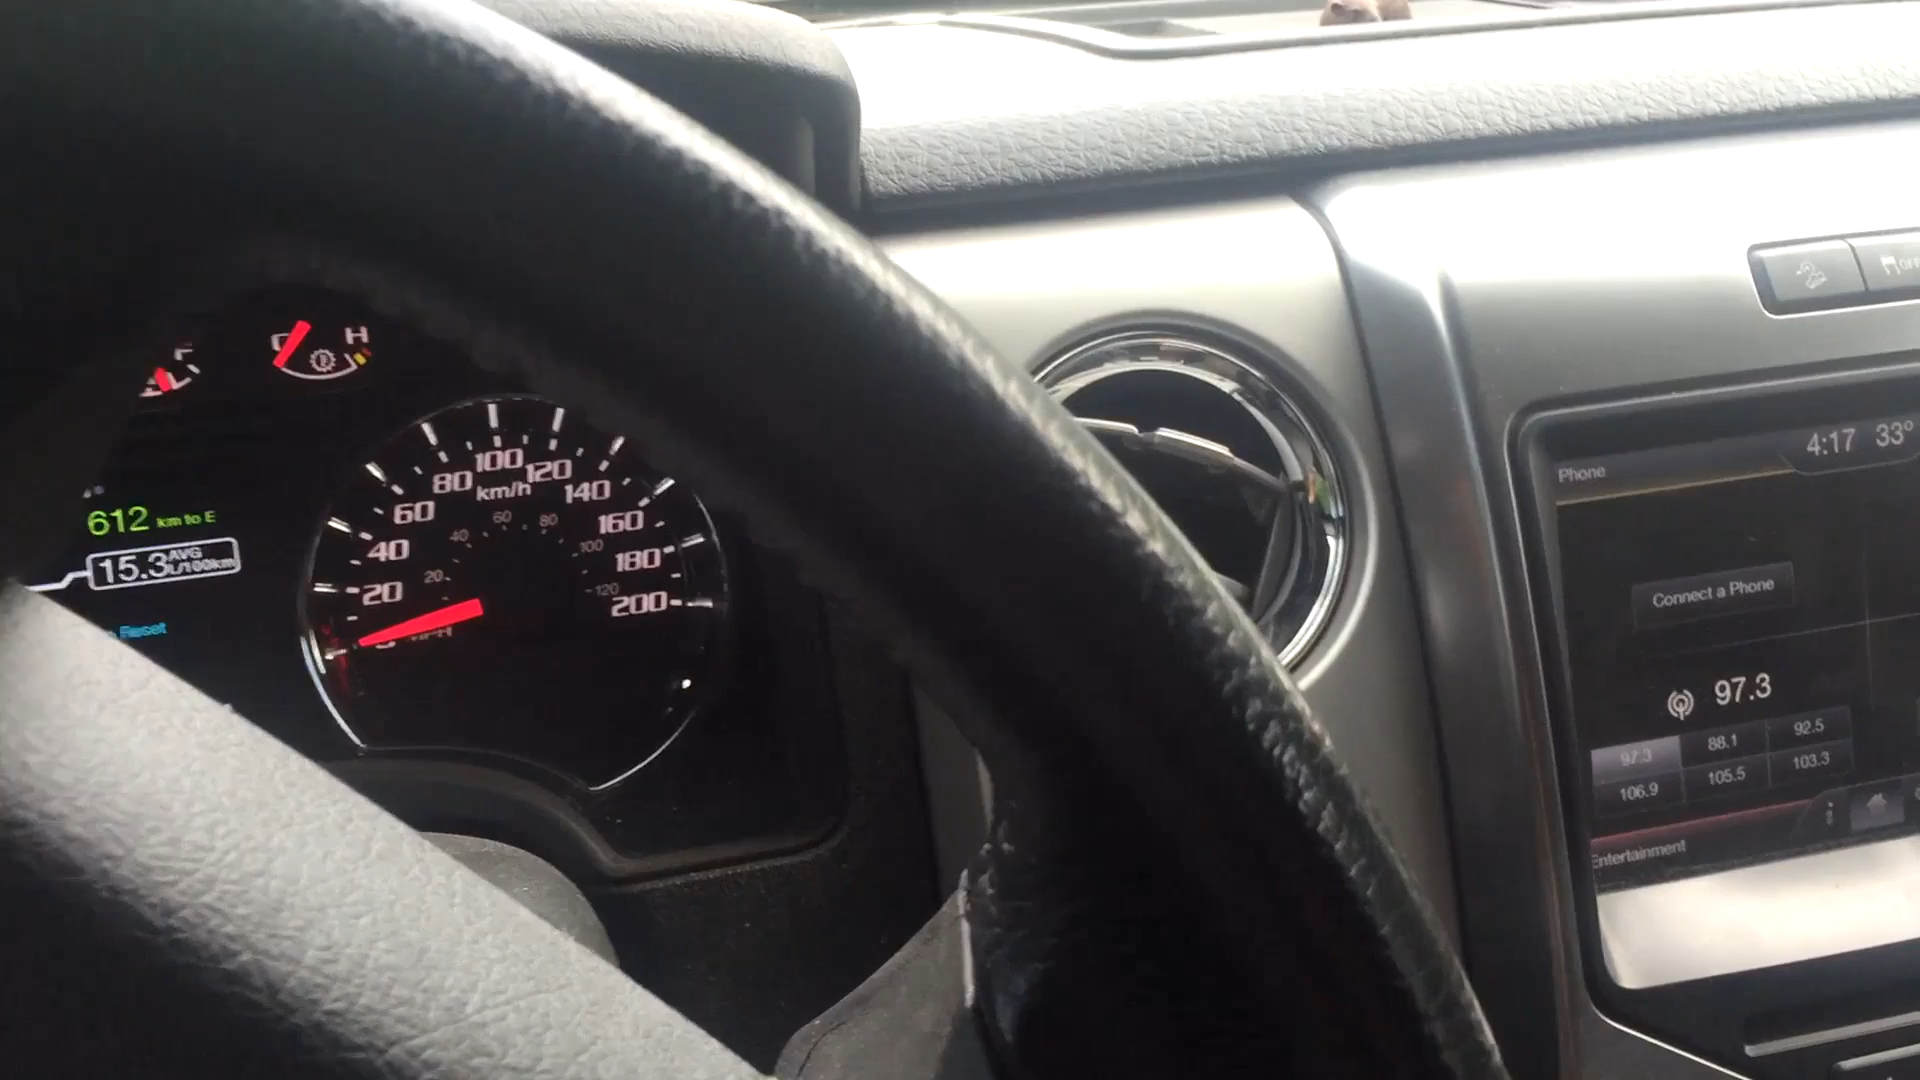 H
612 km to E
15.3 AVG L/100km
Reset
20 40 60 80 100 120 140 160 180 200
km/h
20 40 60 80 100 120
MPH
OFF
Phone
4:17 33°
Connect a Phone
97.3
97.3 88.1 92.5
106.9 105.5 103.3
Entertainment